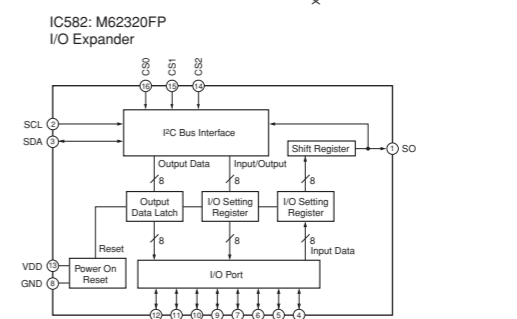 IC582: M62320FP
I/O Expander
CS0
CS1
CS2
16
15
14
SCL
2
SDA
3
I²C Bus Interface
Shift Register
1
SO
Output Data
Input/Output
8
8
8
Output
Data Latch
I/O Setting
Register
I/O Setting
Register
Reset
8
8
8
Input Data
VDD
13
Power On
Reset
GND
8
I/O Port
12
11
10
9
7
6
5
4